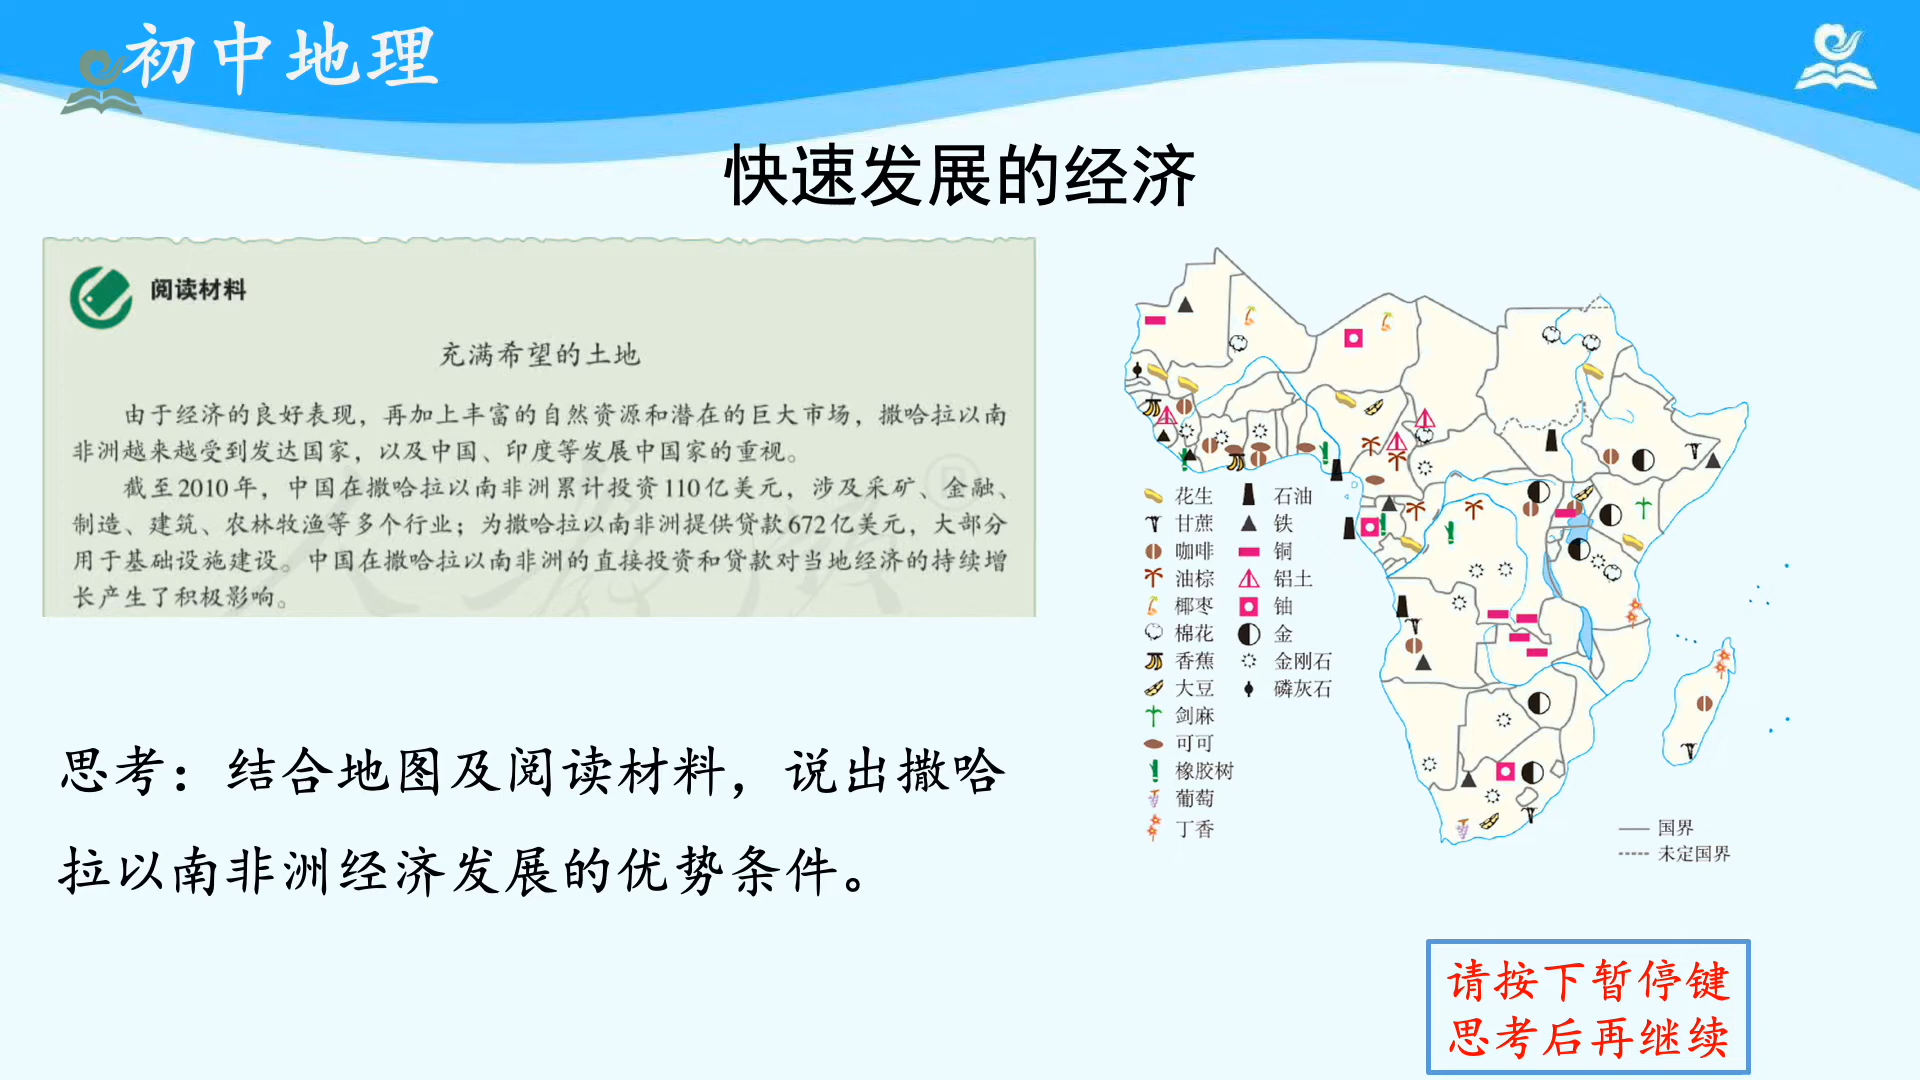 初中地理
快速发展的经济
阅读材料
充满希望的土地
由于经济的良好表现，再加上丰富的自然资源和潜在的巨大市场，撒哈拉以南
非洲越来越受到发达国家，以及中国、印度等发展中国家的重视。
截至2010年，中国在撒哈拉以南非洲累计投资110亿美元，涉及采矿、金融、
制造、建筑、农林牧渔等多个行业；为撒哈拉以南非洲提供贷款672亿美元，大部分
用于基础设施建设。中国在撒哈拉以南非洲的直接投资和贷款对当地经济的持续增
长产生了积极影响。
思考：结合地图及阅读材料，说出撒哈
拉以南非洲经济发展的优势条件。
花生 石油
甘蔗 铁
咖啡 铜
油棕 铝土
椰枣 铀
棉花 金
香蕉 金刚石
大豆 磷灰石
剑麻
可可
橡胶树
葡萄
丁香
国界
未定国界
请按下暂停键
思考后再继续